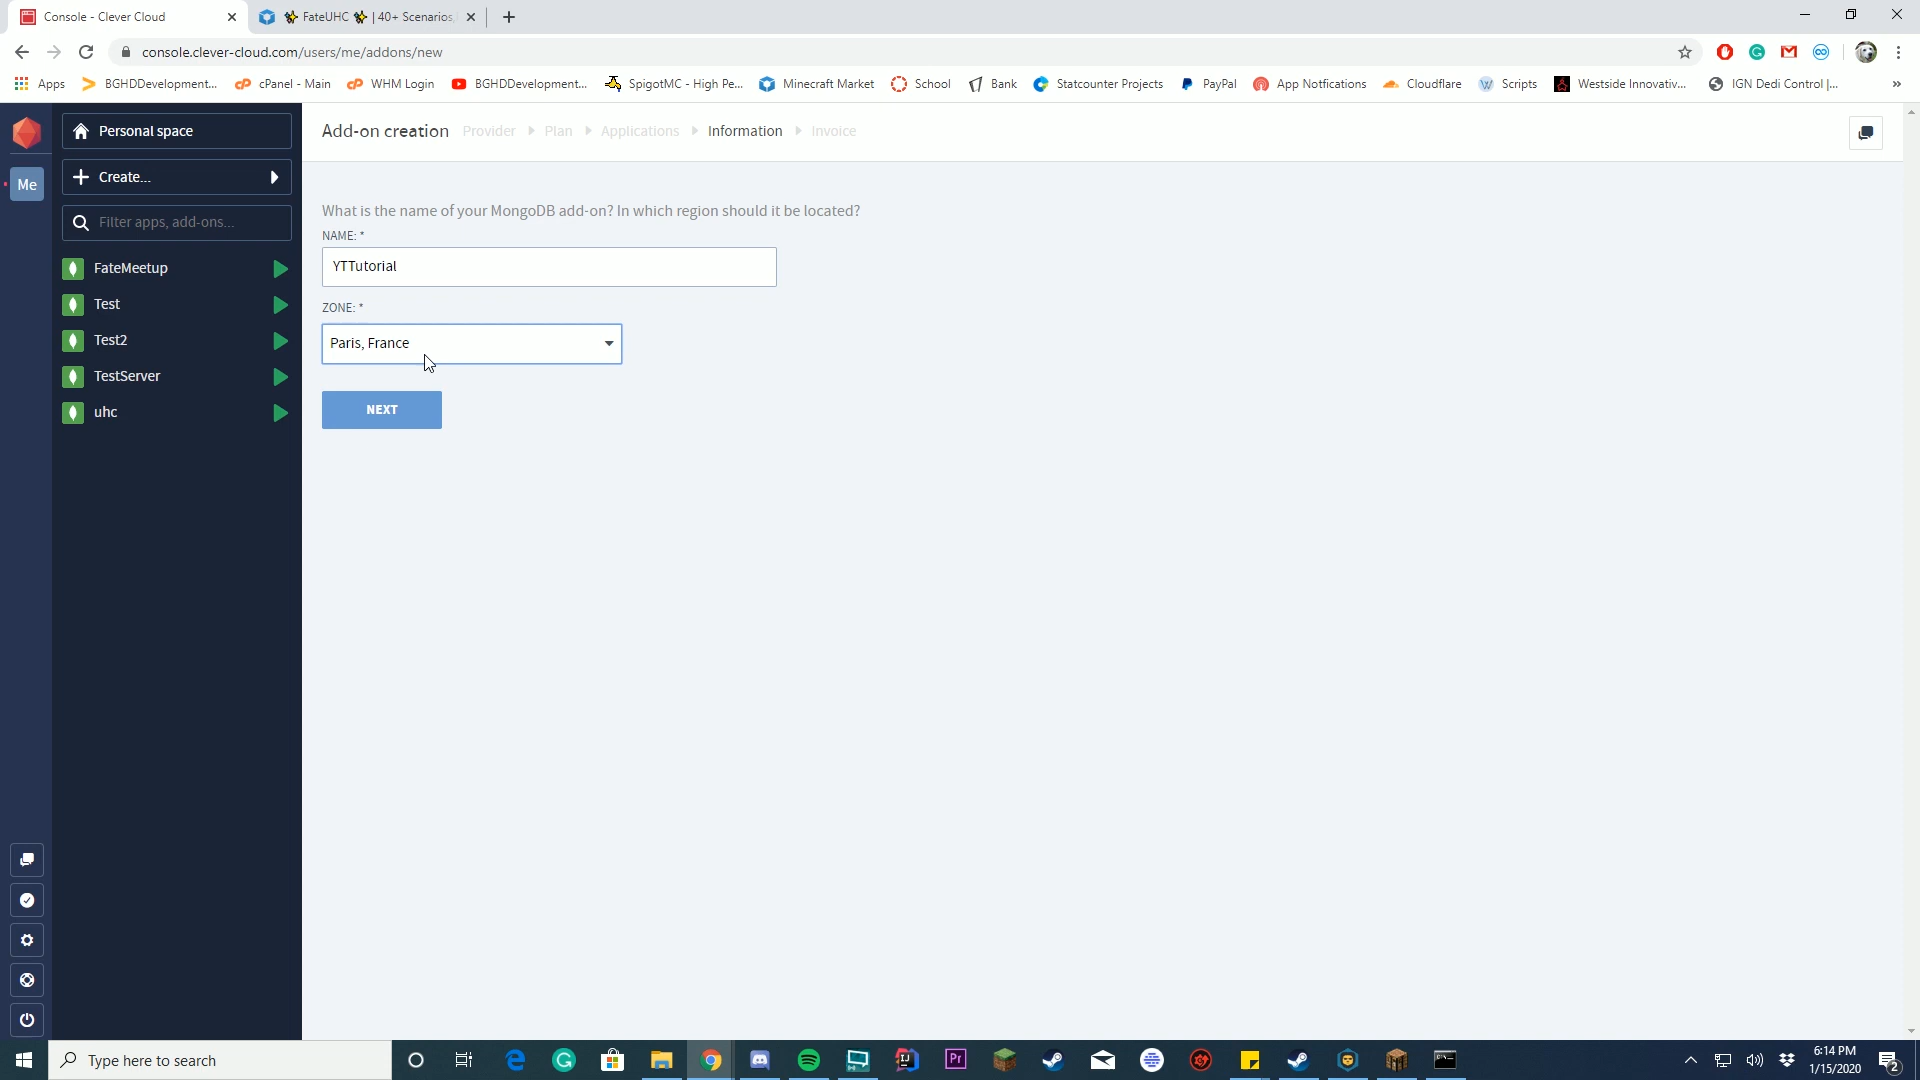 Console - Clever Cloud
✨ FateUHC ✨ | 40+ Scenarios
console.clever-cloud.com/users/me/addons/new
Apps
BGHDDevelopment...
cPanel - Main
WHM Login
BGHDDevelopment...
SpigotMC - High Pe...
Minecraft Market
School
Bank
Statcounter Projects
PayPal
App Notfications
Cloudflare
Scripts
Westside Innovativ...
IGN Dedi Control |...
»
Personal space
Add-on creation Provider Plan Applications Information Invoice
Create...
Me
Filter apps, add-ons...
FateMeetup
Test
Test2
TestServer
uhc
What is the name of your MongoDB add-on? In which region should it be located?
NAME: *
YTTutorial
ZONE: *
Paris, France
NEXT
Type here to search
Pr
6:14 PM
1/15/2020
2